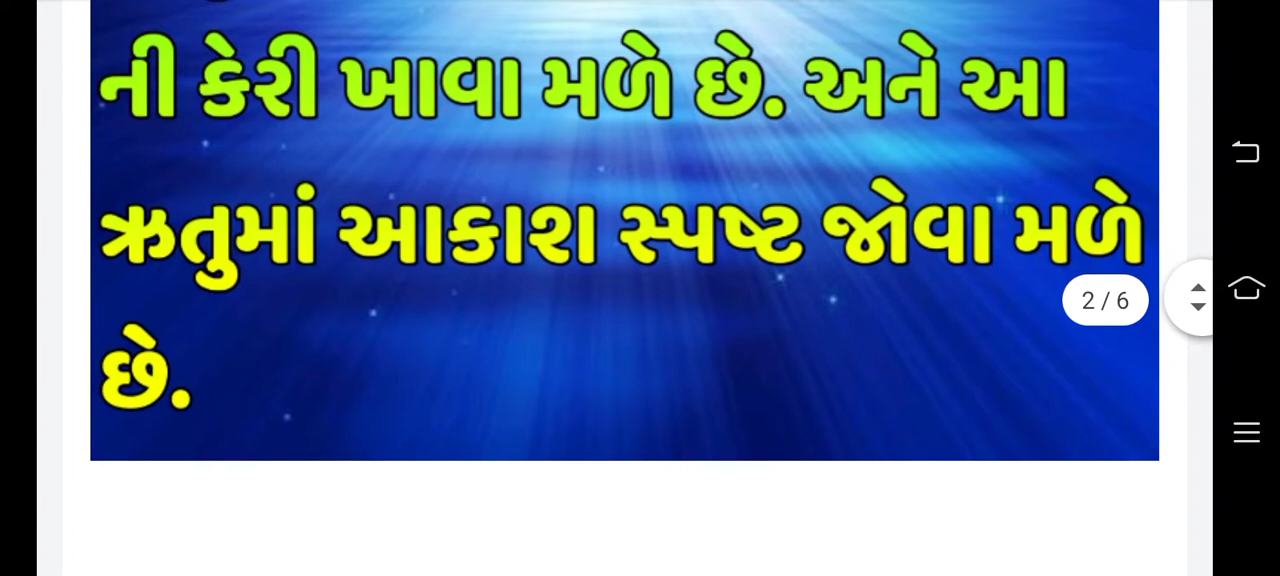 ની કેરી ખાવા મળે છે. અને આ
ઋતુમાં આકાશ સ્પષ્ટ જોવા મળે
2 / 6
છે.